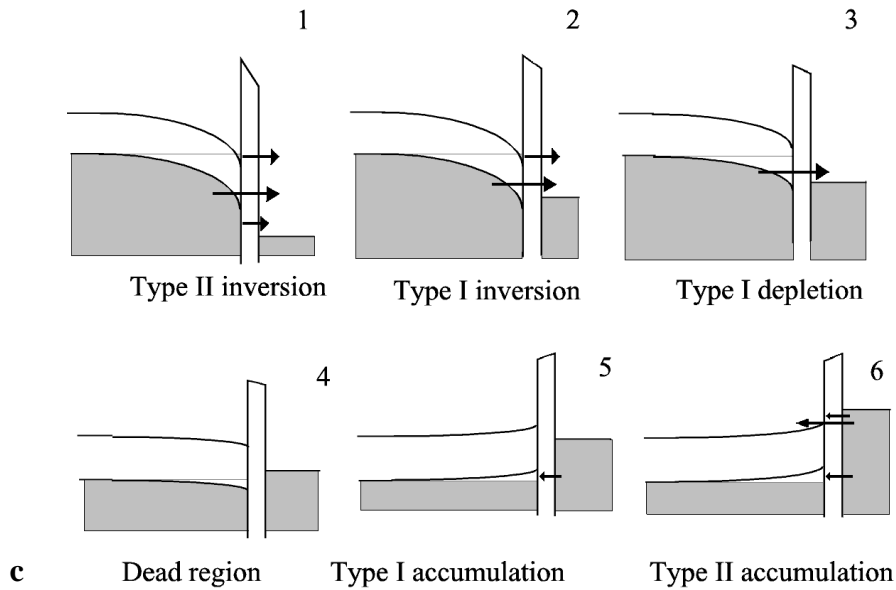 1 2 3
Type II inversion Type I inversion Type I depletion
4 5 6
c Dead region Type I accumulation Type II accumulation